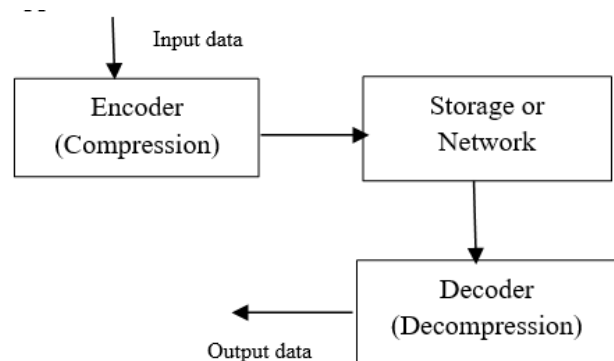 Input data
Encoder
(Compression)
Storage or
Network
Decoder
(Decompression)
Output data